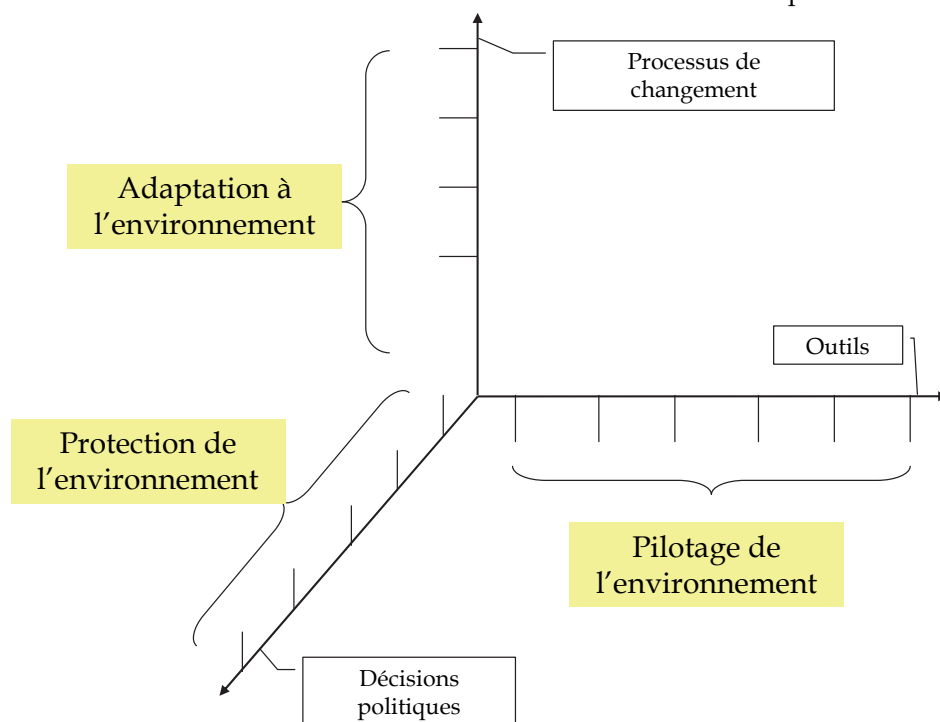 Processus de
changement
Adaptation à
l'environnement
Outils
Protection de
l'environnement
Pilotage de
l'environnement
Décisions
politiques